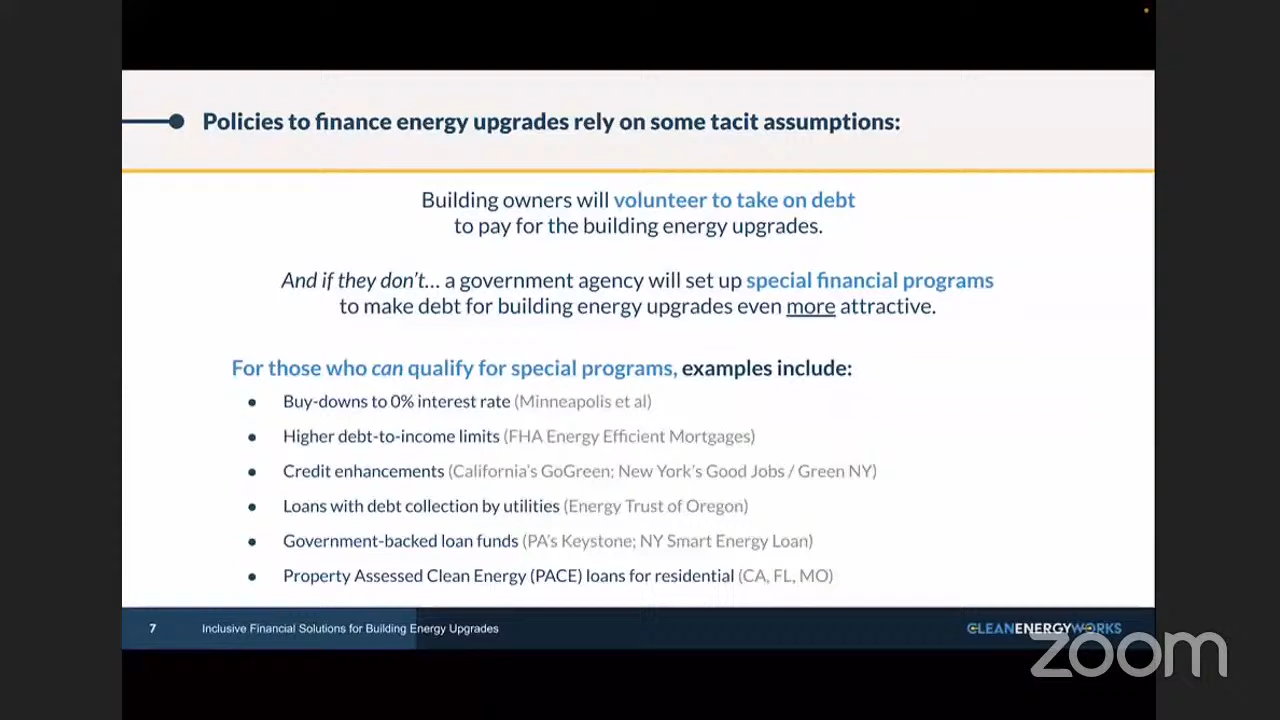 Policies to finance energy upgrades rely on some tacit assumptions:
Building owners will volunteer to take on debt
to pay for the building energy upgrades.
And if they don't... a government agency will set up special financial programs
to make debt for building energy upgrades even more attractive.
For those who can qualify for special programs, examples include:
● Buy-downs to 0% interest rate (Minneapolis et al)
● Higher debt-to-income limits (FHA Energy Efficient Mortgages)
● Credit enhancements (California's GoGreen; New York's Good Jobs / Green NY)
● Loans with debt collection by utilities (Energy Trust of Oregon)
● Government-backed loan funds (PA's Keystone; NY Smart Energy Loan)
● Property Assessed Clean Energy (PACE) loans for residential (CA, FL, MO)
7 Inclusive Financial Solutions for Building Energy Upgrades CLEANENERGYWORKS
zoom